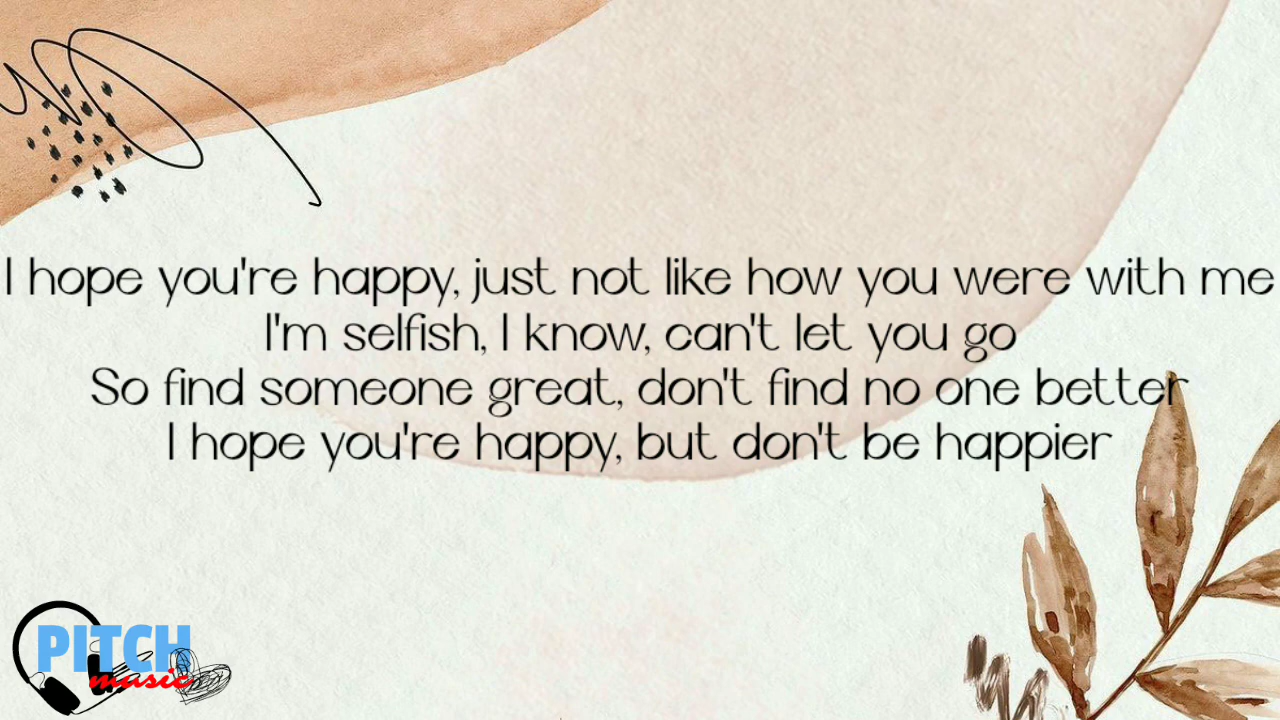 I hope you're happy, just not like how you were with me
I'm selfish, I know, can't let you go
So find someone great, don't find no one better
I hope you're happy, but don't be happier
PITCH
music